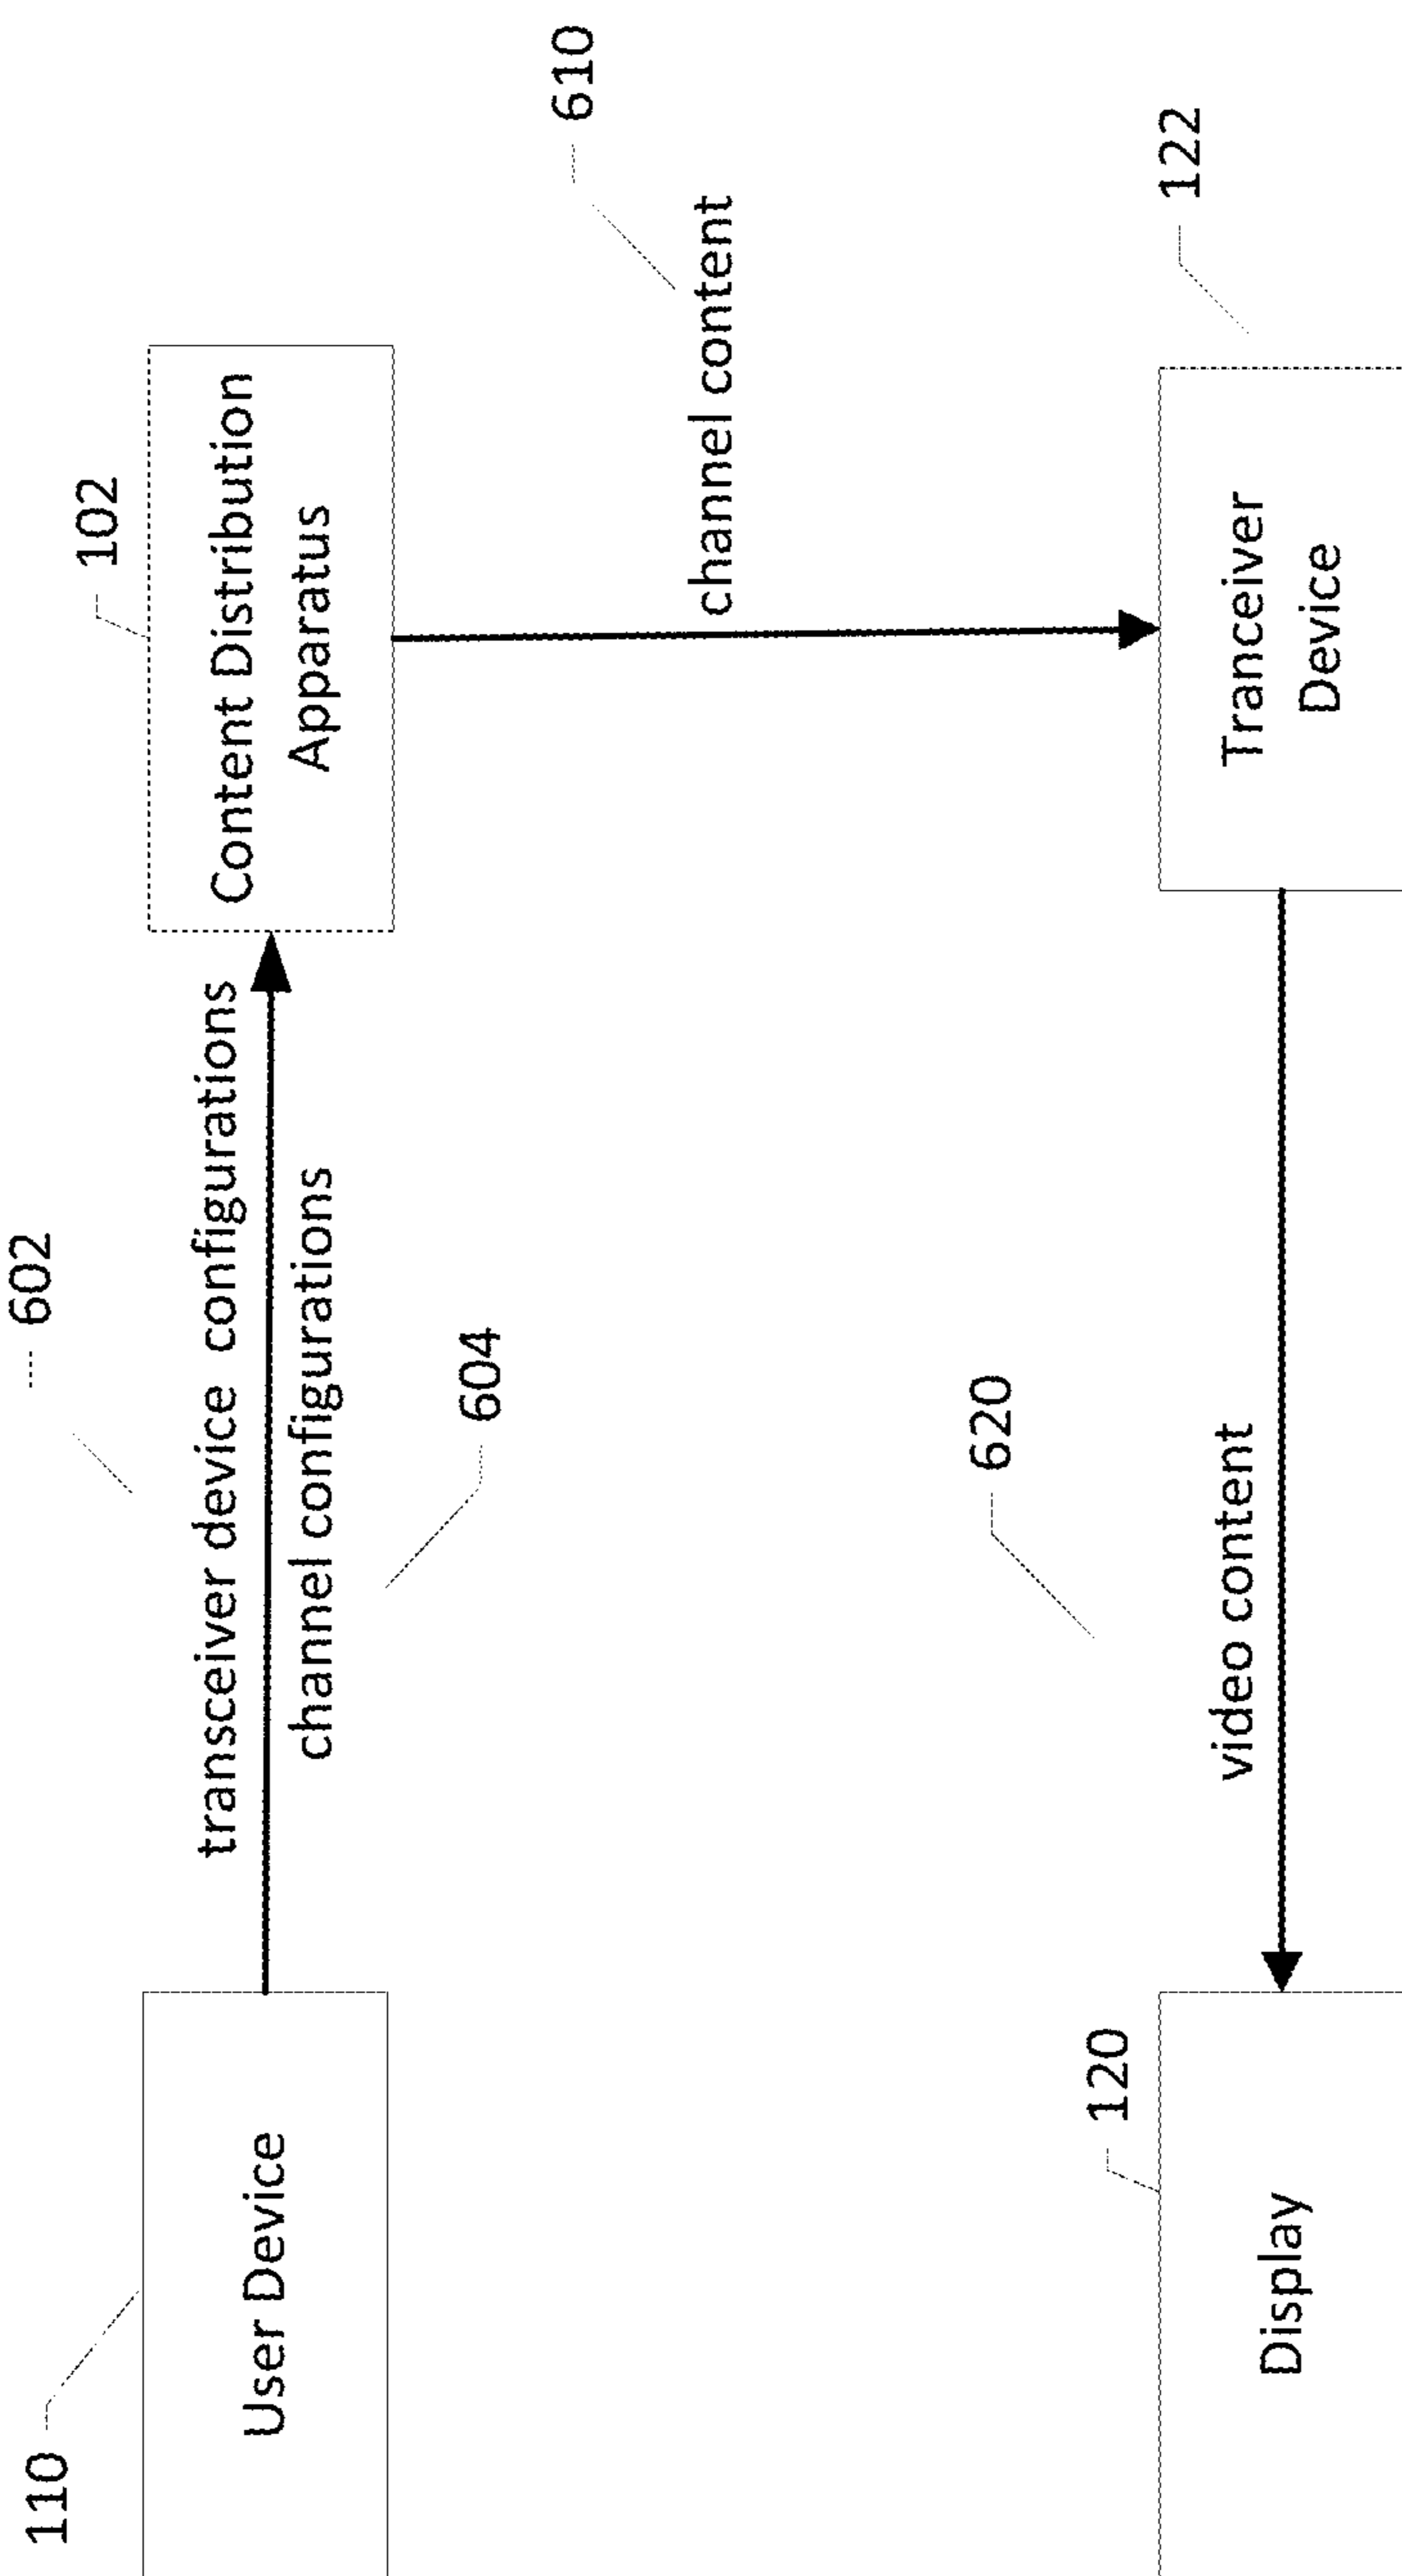 602
110
102
transceiver device configurations
User Device
Content Distribution
Apparatus
channel configurations
604
610
channel content
620
120
122
video content
Display
Tranceiver
Device